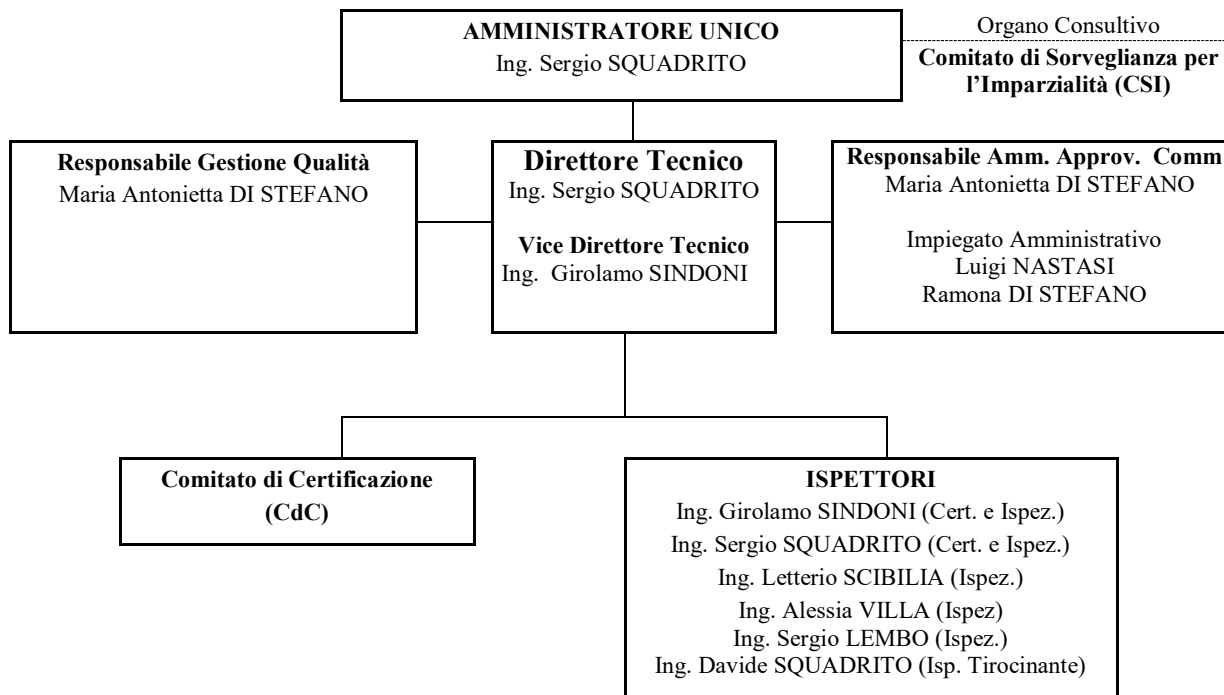 AMMINISTRATORE UNICO
Ing. Sergio SQUADRITO
Organo Consultivo
Comitato di Sorveglianza per
l’Imparzialità (CSI)
Responsabile Gestione Qualità
Maria Antonietta DI STEFANO
Direttore Tecnico
Ing. Sergio SQUADRITO
Vice Direttore Tecnico
Ing. Girolamo SINDONI
Responsabile Amm. Approv. Comm
Maria Antonietta DI STEFANO
Impiegato Amministrativo
Luigi NASTASI
Ramona DI STEFANO
Comitato di Certificazione
(CdC)
ISPETTORI
Ing. Girolamo SINDONI (Cert. e Ispez.)
Ing. Sergio SQUADRITO (Cert. e Ispez.)
Ing. Letterio SCIBILIA (Ispez.)
Ing. Alessia VILLA (Ispez)
Ing. Sergio LEMBO (Ispez.)
Ing. Davide SQUADRITO (Isp. Tirocinante)